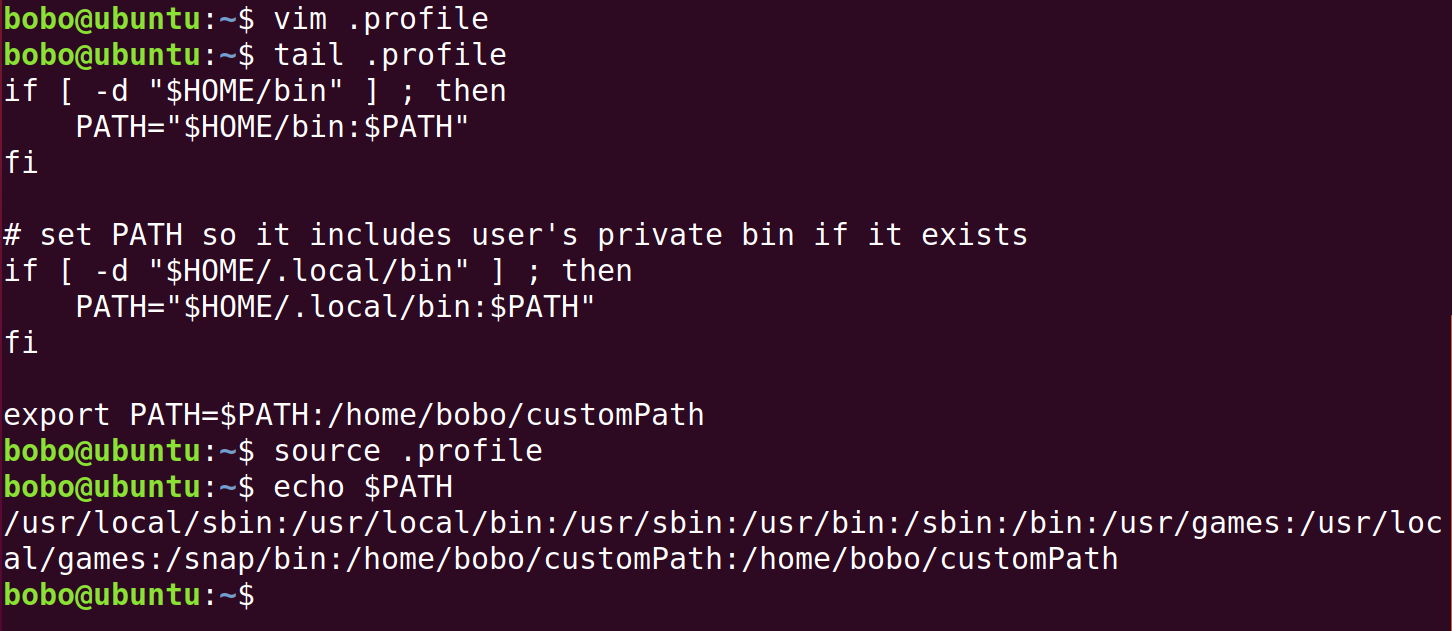 bobo@ubuntu:~$ vim .profile
bobo@ubuntu:~$ tail .profile
if [ -d "$HOME/bin" ] ; then
    PATH="$HOME/bin:$PATH"
fi

# set PATH so it includes user's private bin if it exists
if [ -d "$HOME/.local/bin" ] ; then
    PATH="$HOME/.local/bin:$PATH"
fi

export PATH=$PATH:/home/bobo/customPath
bobo@ubuntu:~$ source .profile
bobo@ubuntu:~$ echo $PATH
/usr/local/sbin:/usr/local/bin:/usr/sbin:/usr/bin:/sbin:/bin:/usr/games:/usr/loc
al/games:/snap/bin:/home/bobo/customPath:/home/bobo/customPath
bobo@ubuntu:~$